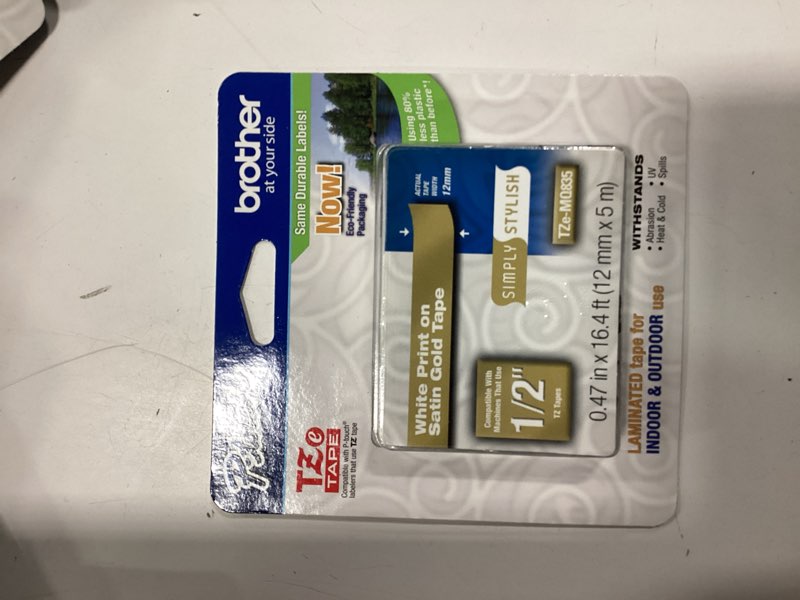 brother
at your side
P-touch
Same Durable Labels!
Now!
Eco-Friendly
Packaging
Using 80%
less plastic
than before*!
TZe
TAPE
Compatible with P-touch®
labelers that use TZ tape
White Print on
Satin Gold Tape
ACTUAL
TAPE
WIDTH
12mm
Compatible With
Machines That Use
1/2"
TZ Tapes
SIMPLY STYLISH
TZe-MQ835
0.47 in x 16.4 ft (12 mm x 5 m)
LAMINATED tape for
INDOOR & OUTDOOR use
WITHSTANDS
• Abrasion • UV
• Heat & Cold • Spills